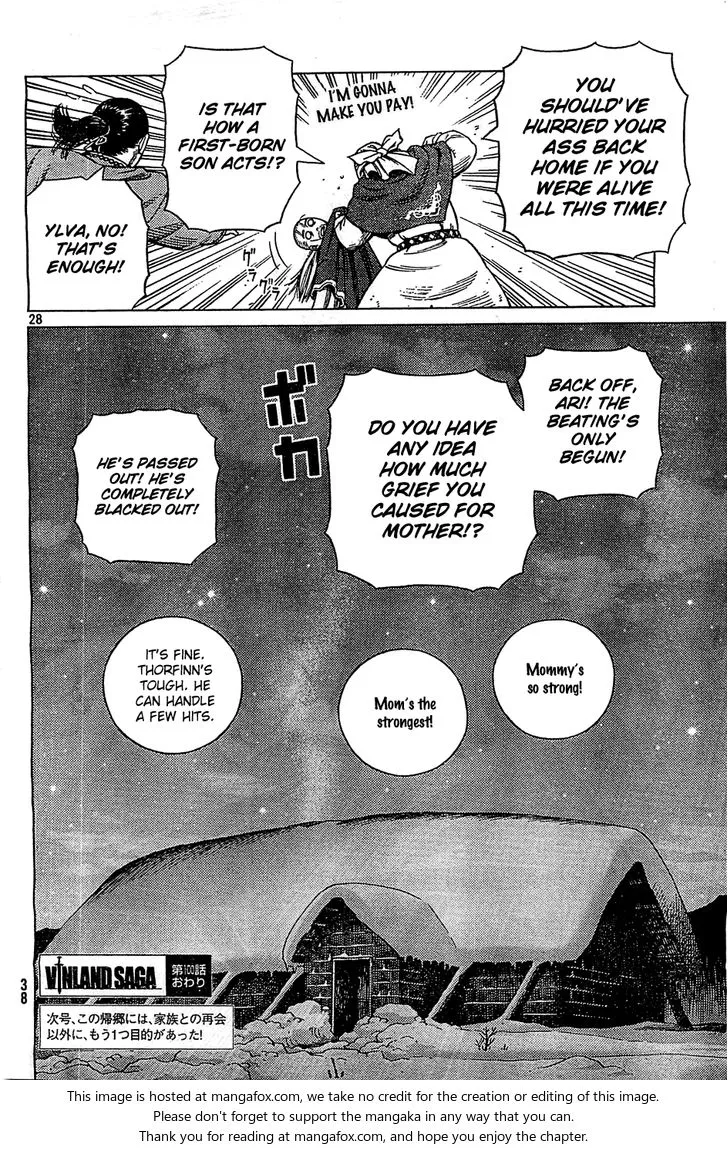 YOU
SHOULD'VE
HURRIED YOUR
ASS BACK
HOME IF YOU
WERE ALIVE
ALL THIS TIME!
I'M GONNA
MAKE YOU PAY!
IS THAT
HOW A
FIRST-BORN
SON ACTS!?
YLVA, NO!
THAT'S
ENOUGH!
グラ
グラ
28
BACK OFF,
ARI! THE
BEATING'S
ONLY
BEGUN!
DO YOU HAVE
ANY IDEA
HOW MUCH
GRIEF YOU
CAUSED FOR
MOTHER!?
ボカ
HE'S PASSED
OUT! HE'S
COMPLETELY
BLACKED OUT!
Mommy's
so strong!
Mom's the
strongest!
IT'S FINE.
THORFINN'S
TOUGH. HE
CAN HANDLE
A FEW HITS.
38
VINLAND SAGA
第100話
おわり
次号、この帰郷には、家族との再会
以外に、もう1つ目的があった!
This image is hosted at mangafox.com, we take no credit for the creation or editing of this image.
Please don't forget to support the mangaka in any way that you can.
Thank you for reading at mangafox.com, and hope you enjoy the chapter.